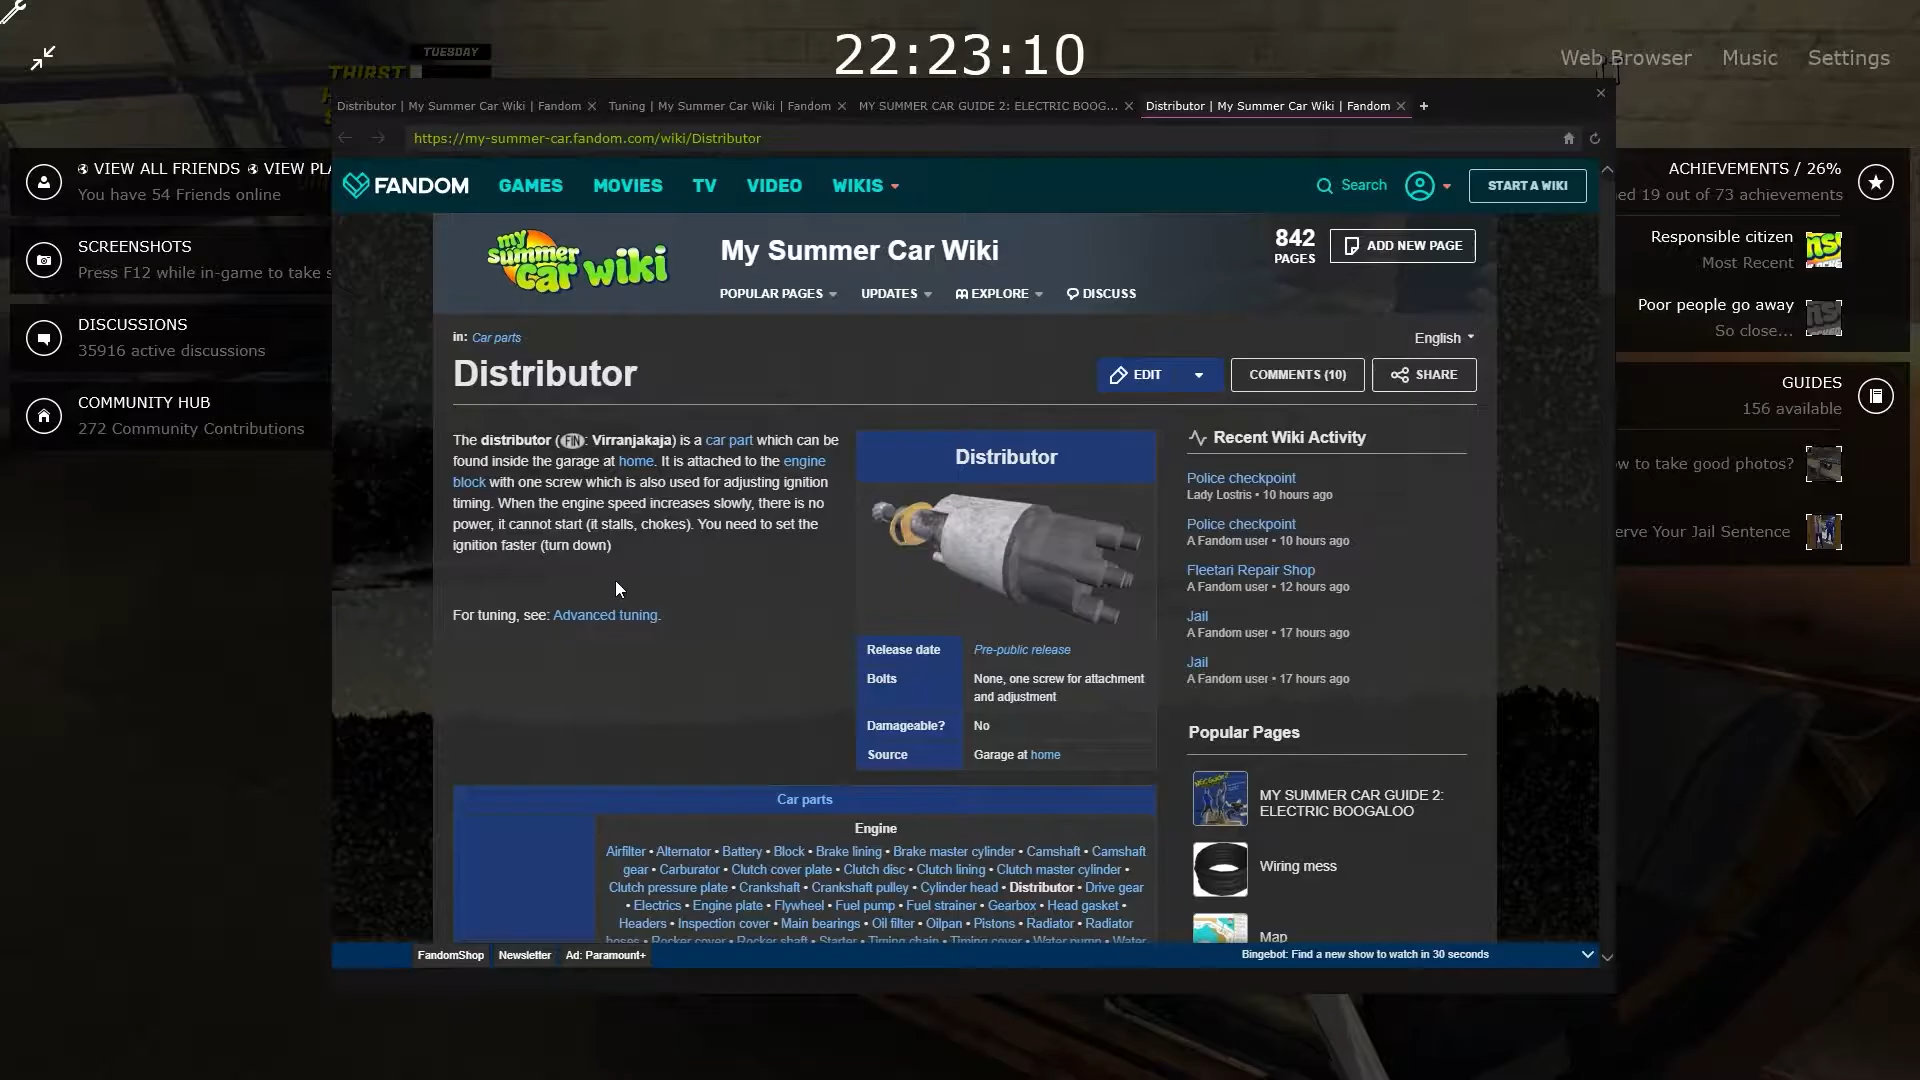 TUESDAY
THIRST
22:23:10
Web Browser Music Settings
Distributor | My Summer Car Wiki | Fandom
Tuning | My Summer Car Wiki | Fandom
MY SUMMER CAR GUIDE 2: ELECTRIC BOOG...
Distributor | My Summer Car Wiki | Fandom
https://my-summer-car.fandom.com/wiki/Distributor
VIEW ALL FRIENDS VIEW PLA
You have 54 Friends online
SCREENSHOTS
Press F12 while in-game to take s
DISCUSSIONS
35916 active discussions
COMMUNITY HUB
272 Community Contributions
FANDOM GAMES MOVIES TV VIDEO WIKIS Search START A WIKI
my summer car wiki
My Summer Car Wiki
842 PAGES
ADD NEW PAGE
POPULAR PAGES UPDATES EXPLORE DISCUSS
in: Car parts
English
Distributor
EDIT COMMENTS (10) SHARE
The distributor (FIN: Virranjakaja) is a car part which can be
found inside the garage at home. It is attached to the engine
block with one screw which is also used for adjusting ignition
timing. When the engine speed increases slowly, there is no
power, it cannot start (it stalls, chokes). You need to set the
ignition faster (turn down)
For tuning, see: Advanced tuning.
Distributor
Release date Pre-public release
Bolts None, one screw for attachment
and adjustment
Damageable? No
Source Garage at home
Car parts
Engine
Airfilter • Alternator • Battery • Block • Brake lining • Brake master cylinder • Camshaft • Camshaft
gear • Carburator • Clutch cover plate • Clutch disc • Clutch lining • Clutch master cylinder •
Clutch pressure plate • Crankshaft • Crankshaft pulley • Cylinder head • Distributor • Drive gear
• Electrics • Engine plate • Flywheel • Fuel pump • Fuel strainer • Gearbox • Head gasket •
Headers • Inspection cover • Main bearings • Oil filter • Oilpan • Pistons • Radiator • Radiator
hoses • Rocker cover • Rocker shaft • Starter • Timing chain • Timing cover • Water pump • Water
Recent Wiki Activity
Police checkpoint
Lady Lostris • 10 hours ago
Police checkpoint
A Fandom user • 10 hours ago
Fleetari Repair Shop
A Fandom user • 12 hours ago
Jail
A Fandom user • 17 hours ago
Jail
A Fandom user • 17 hours ago
Popular Pages
MY SUMMER CAR GUIDE 2:
ELECTRIC BOOGALOO
Wiring mess
Map
FandomShop Newsletter Ad: Paramount+
Bingebot: Find a new show to watch in 30 seconds
ACHIEVEMENTS / 26%
ed 19 out of 73 achievements
Responsible citizen
Most Recent
Poor people go away
So close...
GUIDES
156 available
w to take good photos?
erve Your Jail Sentence